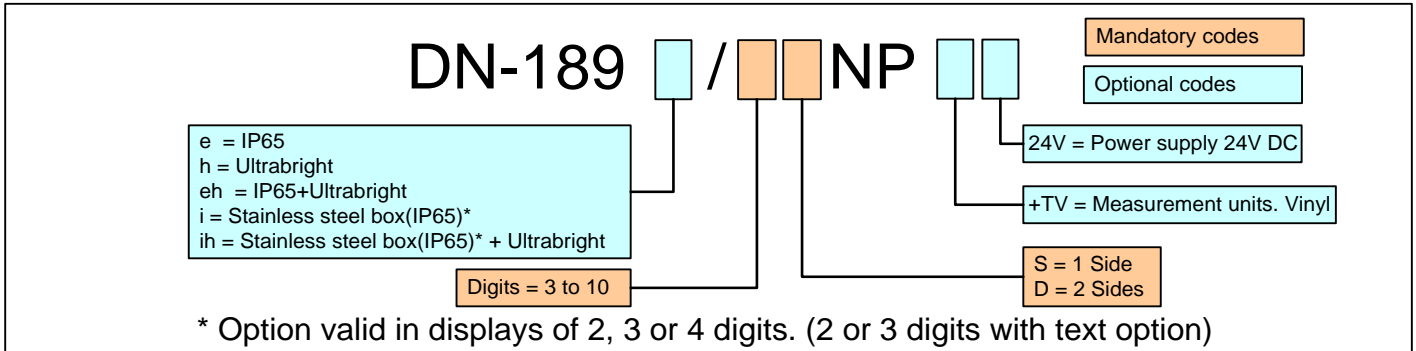 DN-189 / NP
Mandatory codes
Optional codes
e = IP65
h = Ultrabright
eh = IP65+Ultrabright
i = Stainless steel box(IP65)*
ih = Stainless steel box(IP65)* + Ultrabright
24V = Power supply 24V DC
+TV = Measurement units. Vinyl
Digits = 3 to 10
S = 1 Side
D = 2 Sides
* Option valid in displays of 2, 3 or 4 digits. (2 or 3 digits with text option)